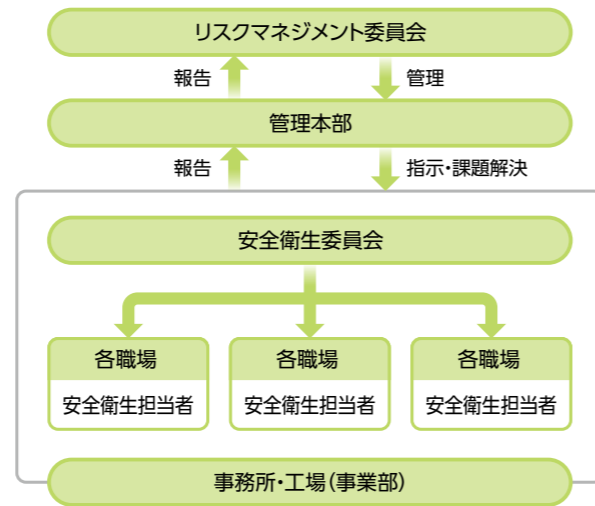 リスクマネジメント委員会
報告
管理
管理本部
報告
指示・課題解決
安全衛生委員会
各職場
安全衛生担当者
各職場
安全衛生担当者
各職場
安全衛生担当者
事務所・工場(事業部)